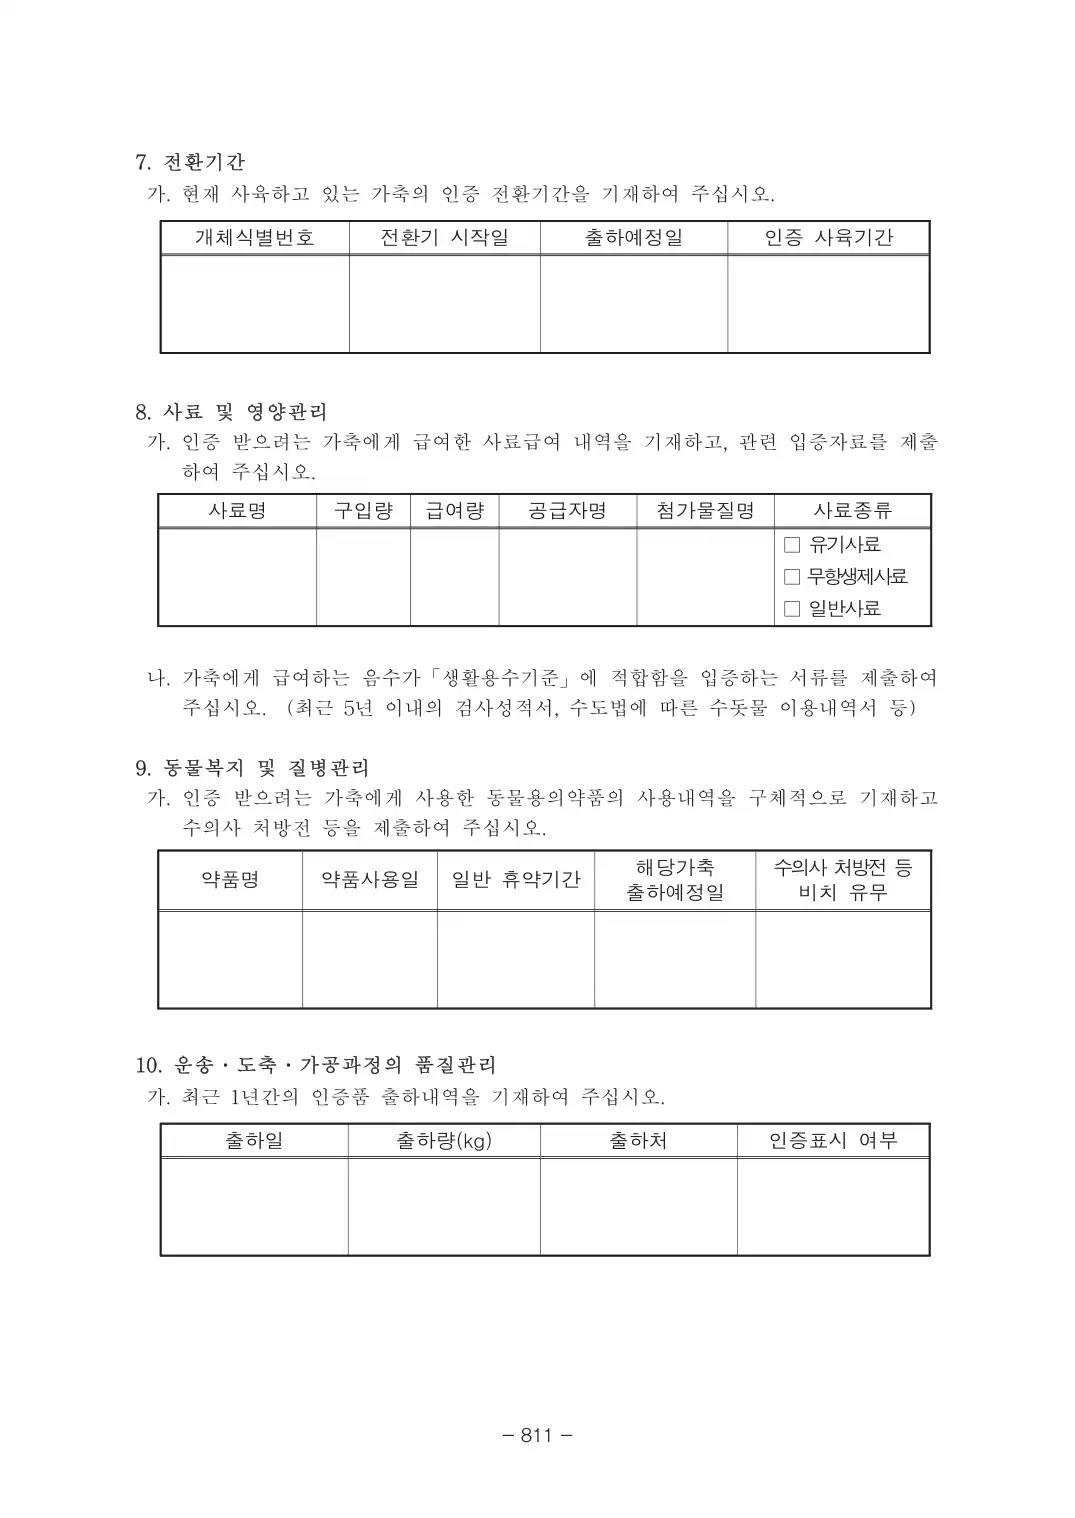 7. 전환기간
가. 현재 사육하고 있는 가축의 인증 전환기간을 기재하여 주십시오.
개체식별번호 전환기 시작일 출하예정일 인증 사육기간
8. 사료 및 영양관리
가. 인증 받으려는 가축에게 급여한 사료급여 내역을 기재하고, 관련 입증자료를 제출
하여 주십시오.
사료명 구입량 급여량 공급자명 첨가물질명 사료종류
□ 유기사료
□ 무항생제사료
□ 일반사료
나. 가축에게 급여하는 음수가「생활용수기준」에 적합함을 입증하는 서류를 제출하여
주십시오. (최근 5년 이내의 검사성적서, 수도법에 따른 수돗물 이용내역서 등)
9. 동물복지 및 질병관리
가. 인증 받으려는 가축에게 사용한 동물용의약품의 사용내역을 구체적으로 기재하고
수의사 처방전 등을 제출하여 주십시오.
약품명 약품사용일 일반 휴약기간 해당가축 출하예정일 수의사 처방전 등 비치 유무
10. 운송·도축·가공과정의 품질관리
가. 최근 1년간의 인증품 출하내역을 기재하여 주십시오.
출하일 출하량(kg) 출하처 인증표시 여부
- 811 -